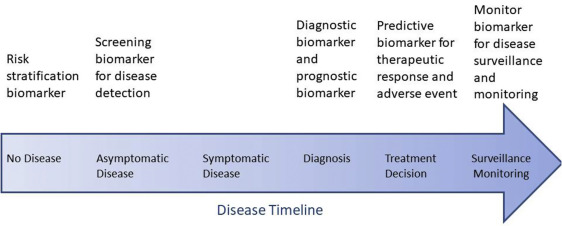 Risk
stratification
biomarker
Screening
biomarker
for disease
detection
Diagnostic
biomarker
and
prognostic
biomarker
Predictive
biomarker for
therapeutic
response and
adverse event
Monitor
biomarker
for disease
surveillance
and
monitoring
No Disease
Asymptomatic
Disease
Symptomatic
Disease
Diagnosis
Treatment
Decision
Surveillance
Monitoring
Disease Timeline